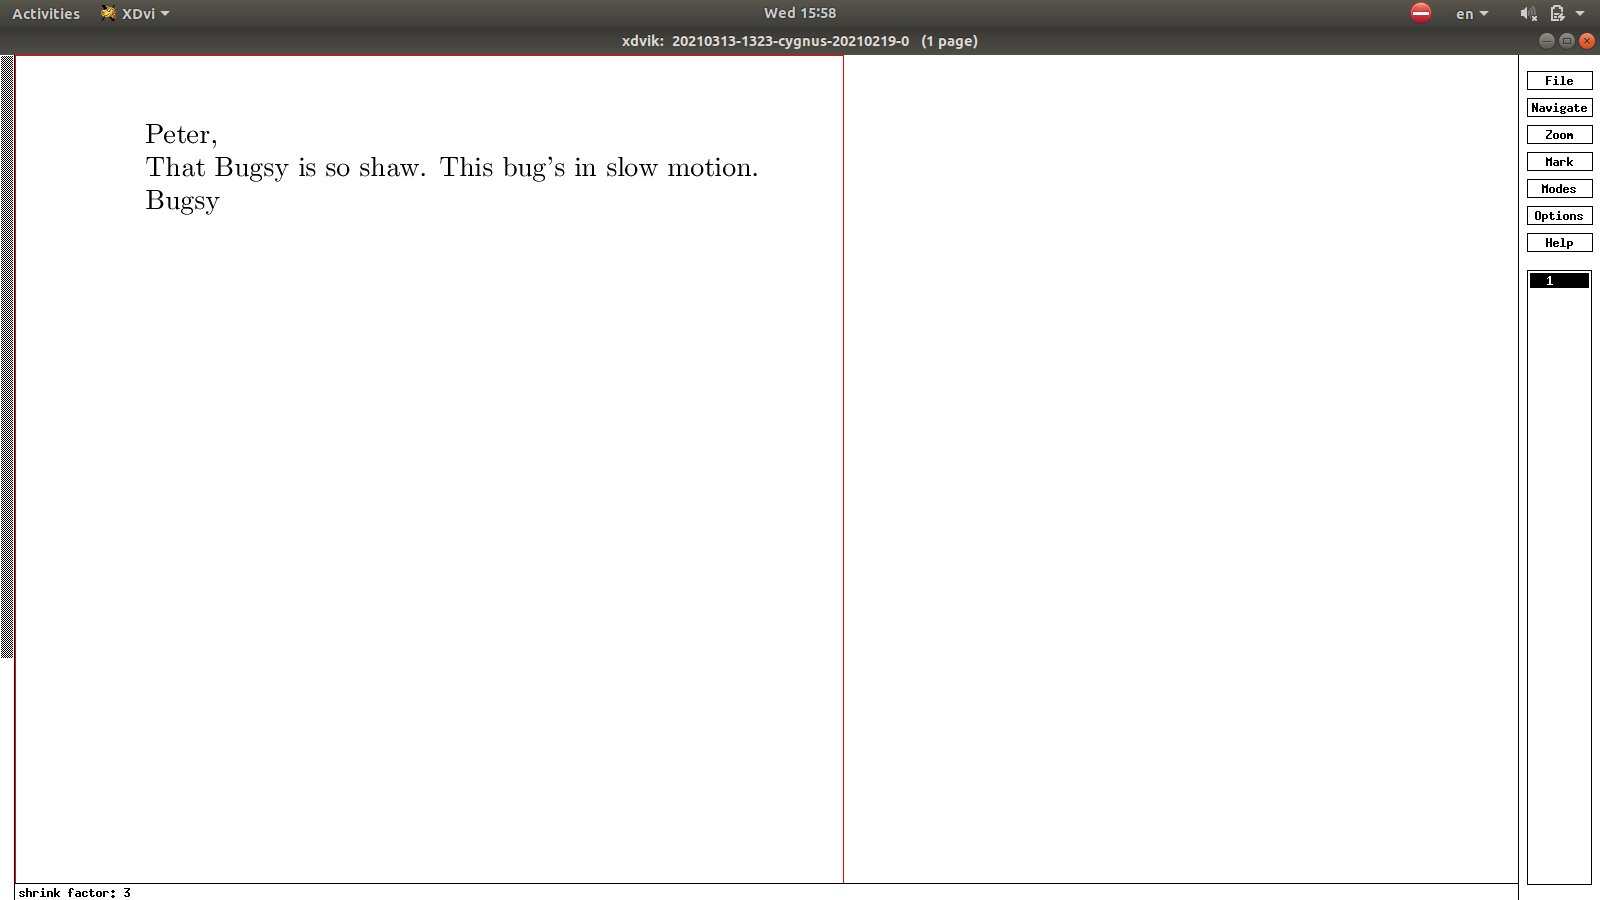 Activities XDvi Wed 15:58 en
xdvik: 20210313-1323-cygnus-20210219-0 (1 page)
Peter,
That Bugsy is so shaw. This bug's in slow motion.
Bugsy
File
Navigate
Zoom
Mark
Modes
Options
Help
1
shrink factor: 3